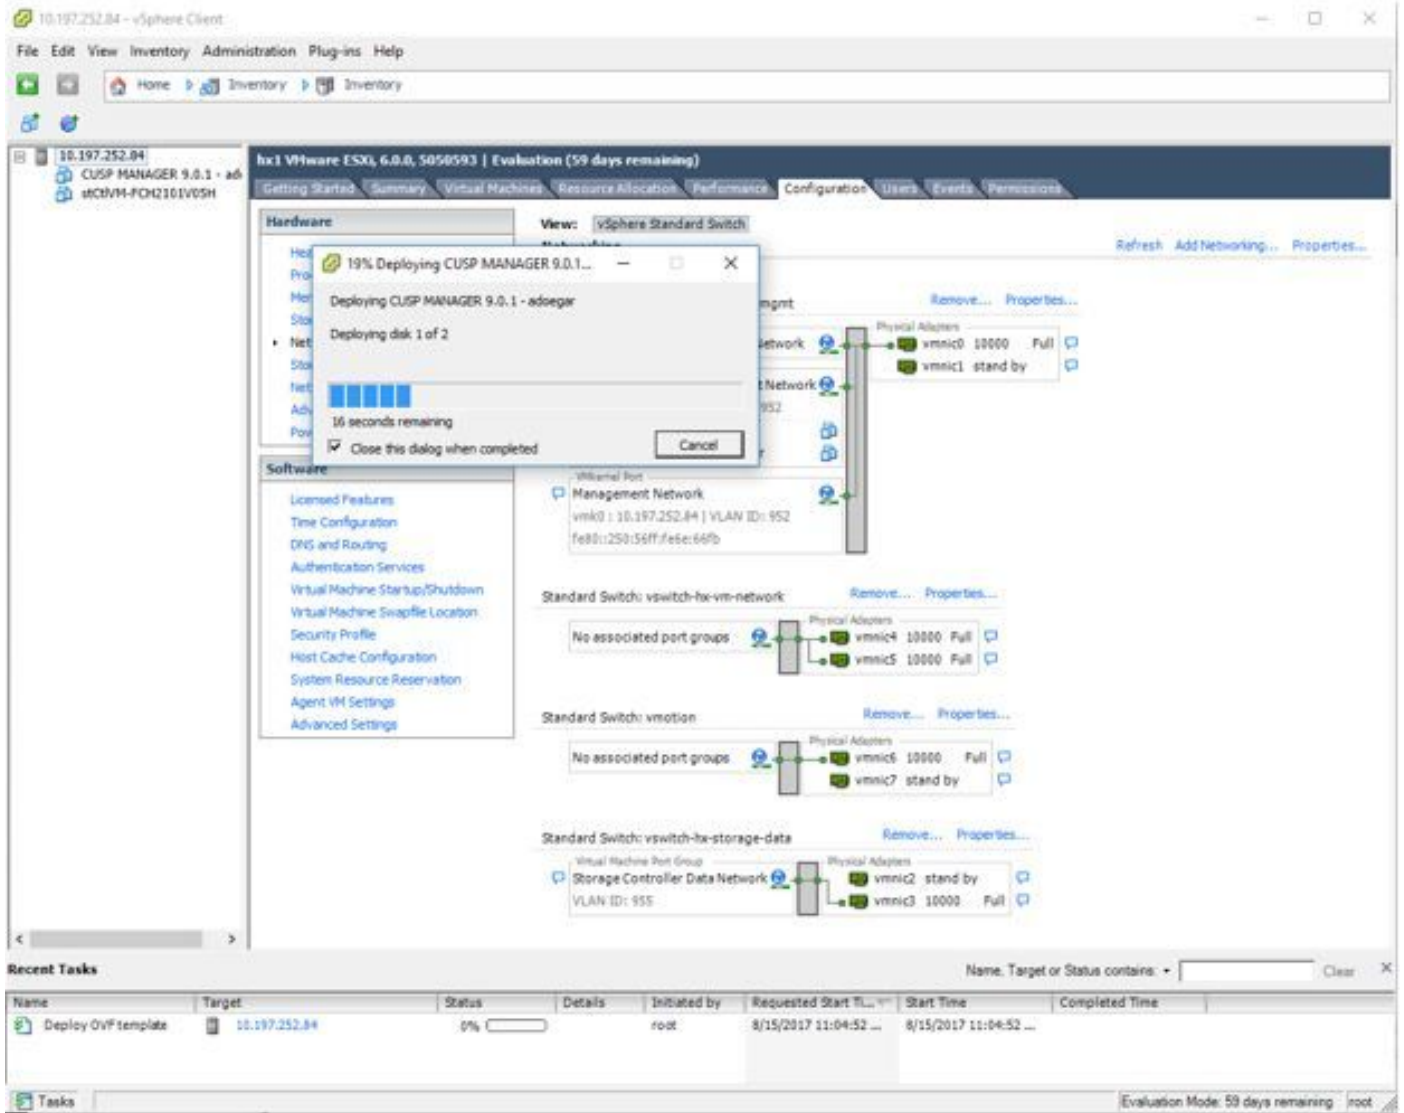 10.197.252.84 - vSphere Client
File Edit View Inventory Administration Plug-ins Help
Home Inventory Inventory
10.197.252.84
CUSP MANAGER 9.0.1 - ad
stCtlVM-FCH2101V05H
hx1 VMware ESXi, 6.0.0, 5050593 | Evaluation (59 days remaining)
Getting Started Summary Virtual Machines Resource Allocation Performance Configuration Users Events Permissions
Hardware
Pro
Mem
Net
Adv
Pow
View: vSphere Standard Switch
Networking
Refresh Add Networking... Properties...
19% Deploying CUSP MANAGER 9.0.1...
Deploying CUSP MANAGER 9.0.1 - adoegar
Deploying disk 1 of 2
16 seconds remaining
Close this dialog when completed
Cancel
mgmt Remove... Properties...
Physical Adapters
etwork vmnic0 10000 Full
vmnic1 stand by
t Network
952
VMkernel Port
Management Network
vmk0 : 10.197.252.84 | VLAN ID: 952
fe80::250:56ff:fe6e:66fb
Software
Licensed Features
Time Configuration
DNS and Routing
Authentication Services
Virtual Machine Startup/Shutdown
Virtual Machine Swapfile Location
Security Profile
Host Cache Configuration
System Resource Reservation
Agent VM Settings
Advanced Settings
Standard Switch: vswitch-hx-vm-network Remove... Properties...
Physical Adapters
No associated port groups vmnic4 10000 Full
vmnic5 10000 Full
Standard Switch: vmotion Remove... Properties...
Physical Adapters
No associated port groups vmnic6 10000 Full
vmnic7 stand by
Standard Switch: vswitch-hx-storage-data Remove... Properties...
Virtual Machine Port Group Physical Adapters
Storage Controller Data Network vmnic2 stand by
VLAN ID: 955 vmnic3 10000 Full
Recent Tasks Name, Target or Status contains: Clear
Name Target Status Details Initiated by Requested Start Ti... Start Time Completed Time
Deploy OVF template 10.197.252.84 0% root 8/15/2017 11:04:52 ... 8/15/2017 11:04:52 ...
Tasks Evaluation Mode: 59 days remaining root